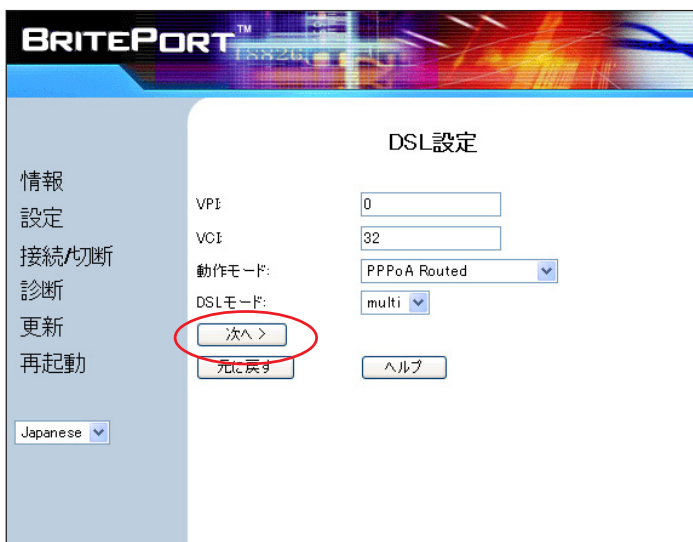 BRITEPORT™
DSL設定
情報
設定
接続/切断
診断
更新
再起動
Japanese
VPI: 0
VCI: 32
動作モード: PPPoA Routed
DSLモード: multi
次へ >
元に戻す ヘルプ